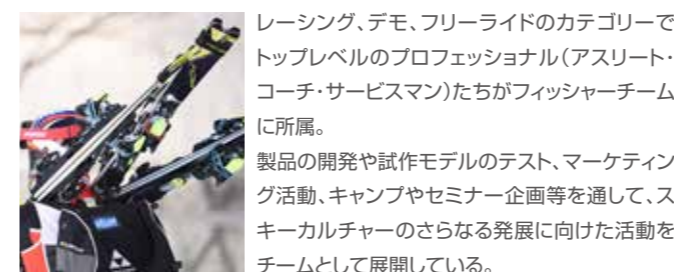 レーシング、デモ、フリーライドのカテゴリーで
トップレベルのプロフェッショナル（アスリート・
コーチ・サービスマン）たちがフィッシャーチーム
に所属。
製品の開発や試作モデルのテスト、マーケティン
グ活動、キャンプやセミナー企画等を通して、ス
キーカルチャーのさらなる発展に向けた活動を
チームとして展開している。